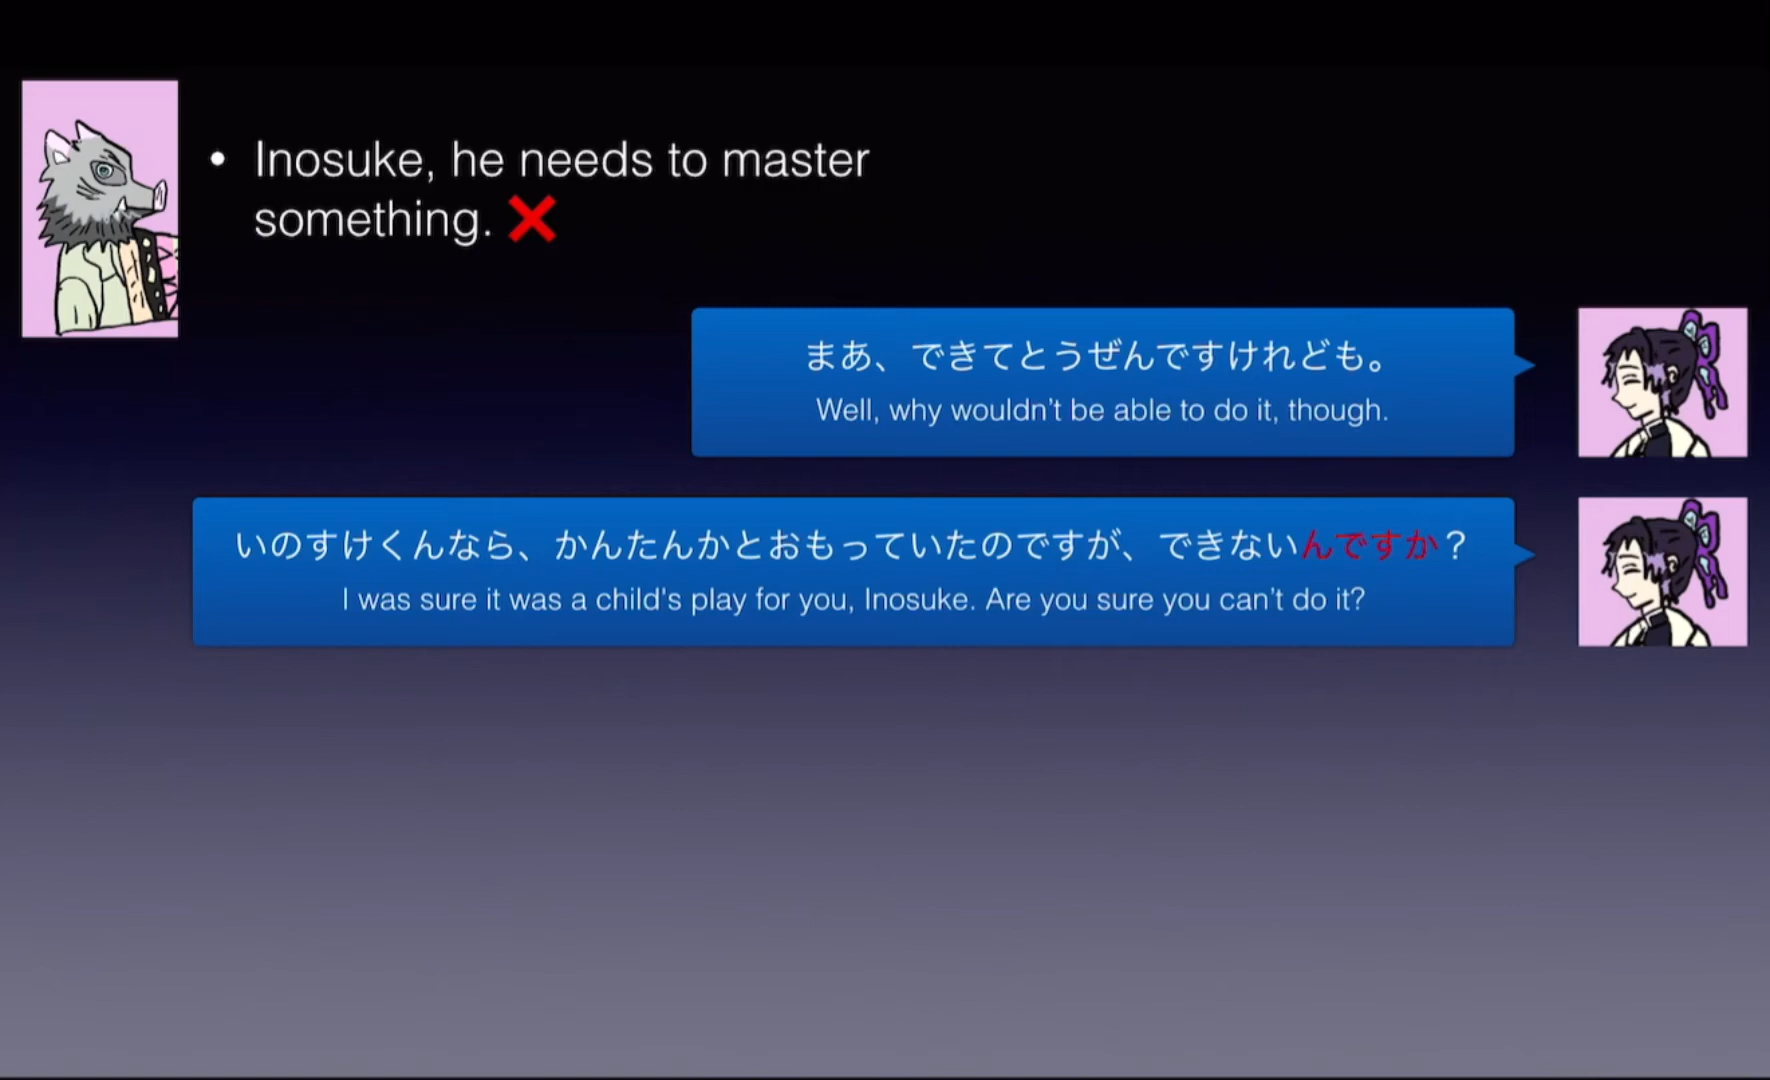 • Inosuke, he needs to master
something. ❌
まあ、できてとうぜんですけれども。
Well, why wouldn't be able to do it, though.
いのすけくんなら、かんたんかとおもっていたのですが、できないんですか？
I was sure it was a child's play for you, Inosuke. Are you sure you can't do it?